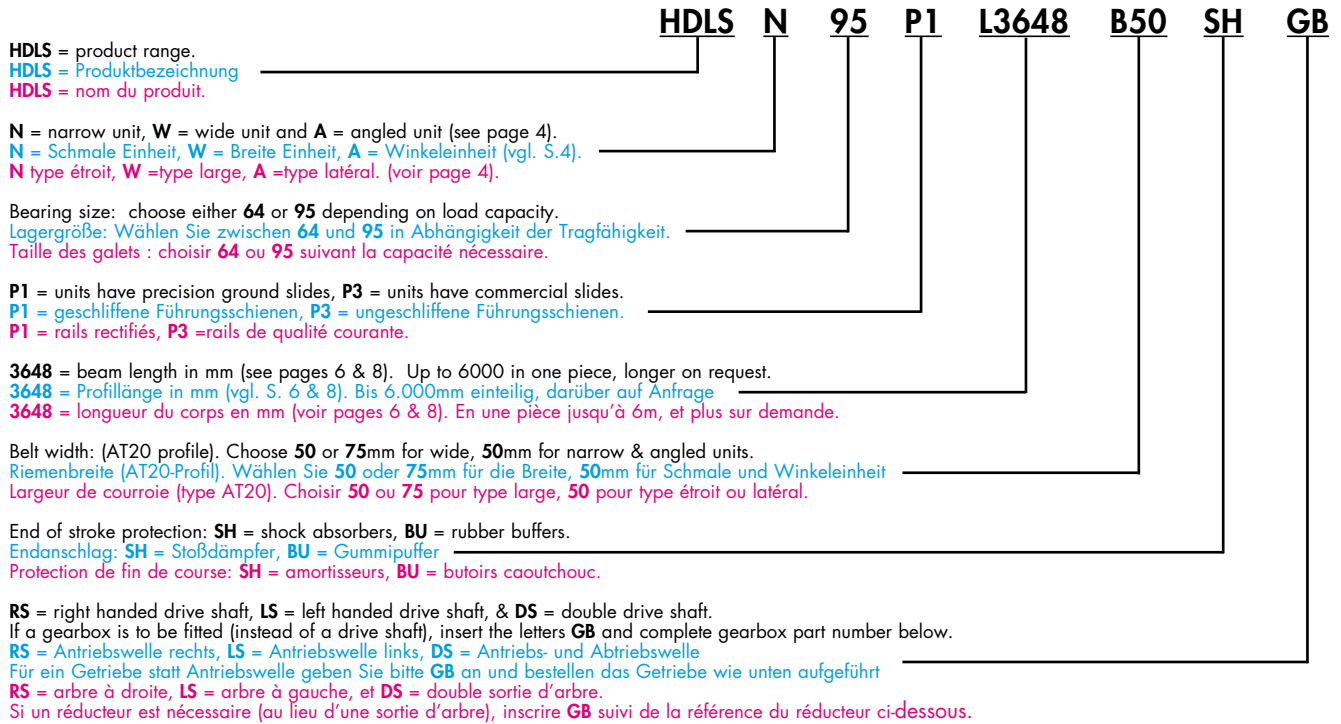 HDLS N 95 P1 L3648 B50 SH GB
HDLS = product range.
HDLS = Produktbezeichnung
HDLS = nom du produit.
N = narrow unit, W = wide unit and A = angled unit (see page 4).
N = Schmale Einheit, W = Breite Einheit, A = Winkeleinheit (vgl. S.4).
N type étroit, W =type large, A =type latéral. (voir page 4).
Bearing size: choose either 64 or 95 depending on load capacity.
Lagergröße: Wählen Sie zwischen 64 und 95 in Abhängigkeit der Tragfähigkeit.
Taille des galets : choisir 64 ou 95 suivant la capacité nécessaire.
P1 = units have precision ground slides, P3 = units have commercial slides.
P1 = geschliffene Führungsschienen, P3 = ungeschliffene Führungsschienen.
P1 = rails rectifiés, P3 =rails de qualité courante.
3648 = beam length in mm (see pages 6 & 8). Up to 6000 in one piece, longer on request.
3648 = Profillänge in mm (vgl. S. 6 & 8). Bis 6.000mm einteilig, darüber auf Anfrage
3648 = longueur du corps en mm (voir pages 6 & 8). En une pièce jusqu'à 6m, et plus sur demande.
Belt width: (AT20 profile). Choose 50 or 75mm for wide, 50mm for narrow & angled units.
Riemenbreite (AT20-Profil). Wählen Sie 50 oder 75mm für die Breite, 50mm für Schmale und Winkeleinheit
Largeur de courroie (type AT20). Choisir 50 ou 75 pour type large, 50 pour type étroit ou latéral.
End of stroke protection: SH = shock absorbers, BU = rubber buffers.
Endanschlag: SH = Stoßdämpfer, BU = Gummipuffer
Protection de fin de course: SH = amortisseurs, BU = butoirs caoutchouc.
RS = right handed drive shaft, LS = left handed drive shaft, & DS = double drive shaft.
If a gearbox is to be fitted (instead of a drive shaft), insert the letters GB and complete gearbox part number below.
RS = Antriebswelle rechts, LS = Antriebswelle links, DS = Antriebs- und Abtriebswelle
Für ein Getriebe statt Antriebswelle geben Sie bitte GB an und bestellen das Getriebe wie unten aufgeführt
RS = arbre à droite, LS = arbre à gauche, et DS = double sortie d'arbre.
Si un réducteur est nécessaire (au lieu d'une sortie d'arbre), inscrire GB suivi de la référence du réducteur ci-dessous.